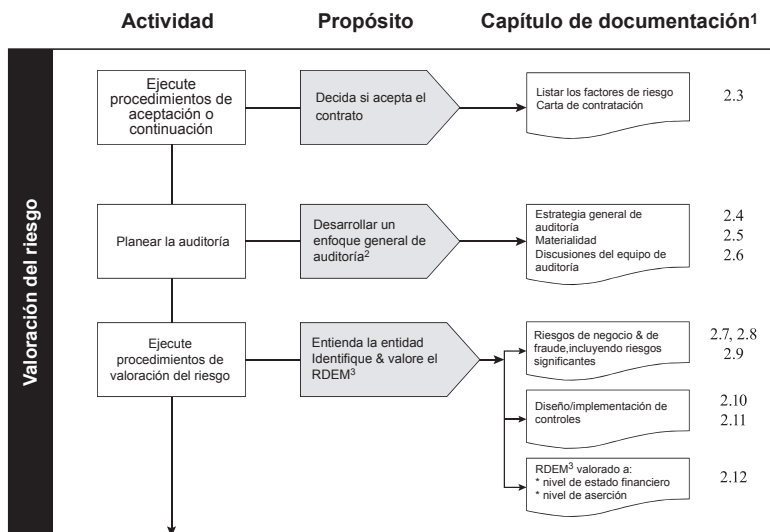 Actividad Propósito Capítulo de documentación¹
Valoración del riesgo
Ejecute
procedimientos de
aceptación o
continuación
Decida si acepta el
contrato
Listar los factores de riesgo
Carta de contratación
2.3
Planear la auditoría
Desarrollar un
enfoque general de
auditoría²
Estrategia general de
auditoría
Materialidad
Discusiones del equipo de
auditoría
2.4
2.5
2.6
Ejecute
procedimientos de
valoración del riesgo
Entienda la entidad
Identifique & valore el
RDEM³
Riesgos de negocio & de
fraude,incluyendo riesgos
significantes
2.7, 2.8
2.9
Diseño/implementación de
controles
2.10
2.11
RDEM³ valorado a:
* nivel de estado financiero
* nivel de aserción
2.12